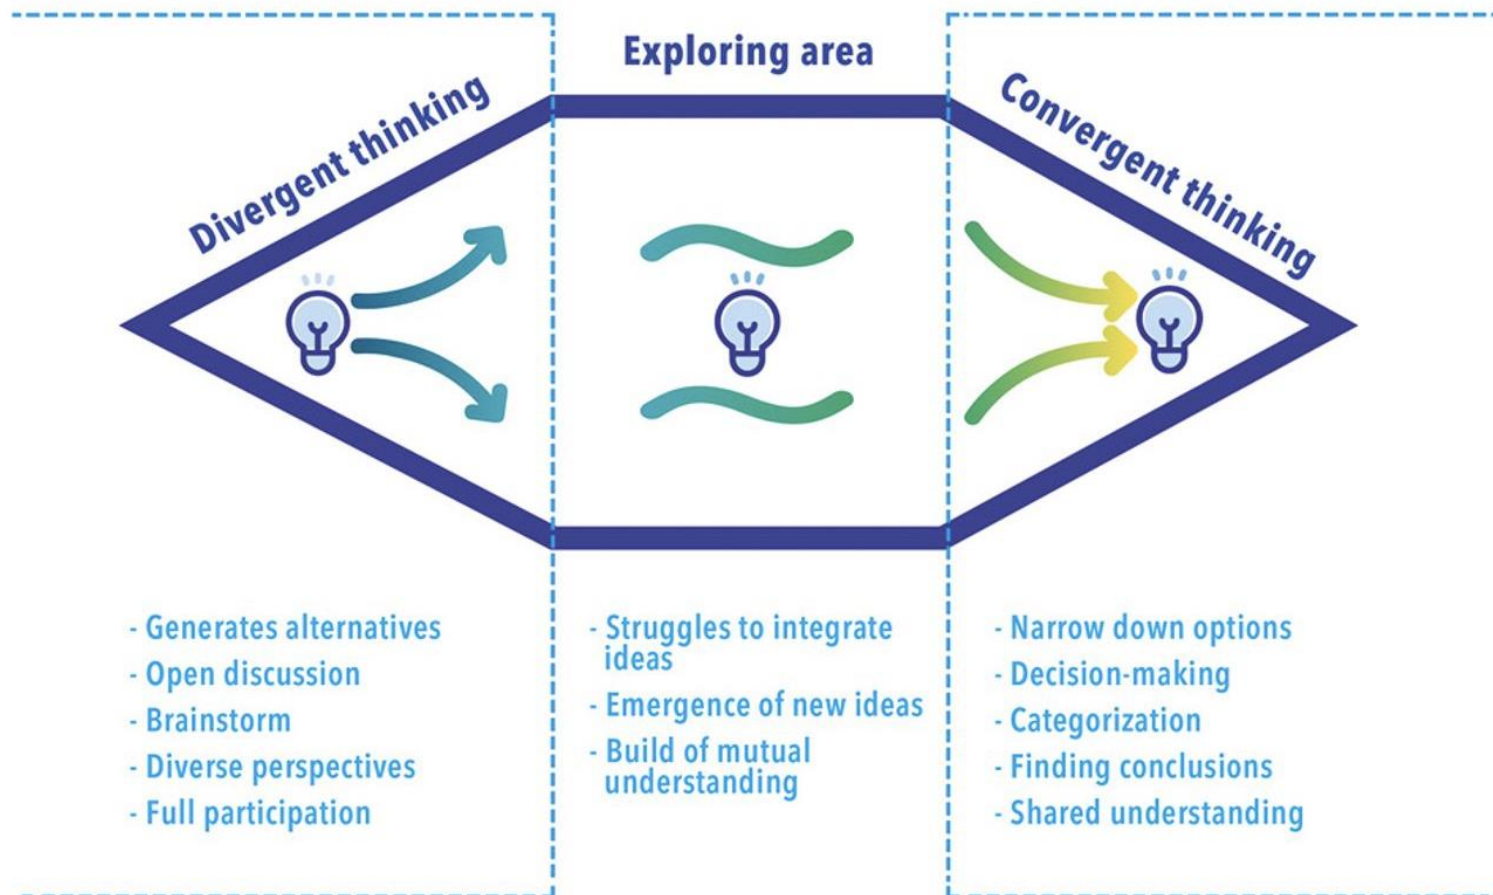 Exploring area
Divergent thinking
Convergent thinking
- Generates alternatives
- Open discussion
- Brainstorm
- Diverse perspectives
- Full participation
- Struggles to integrate
ideas
- Emergence of new ideas
- Build of mutual
understanding
- Narrow down options
- Decision-making
- Categorization
- Finding conclusions
- Shared understanding